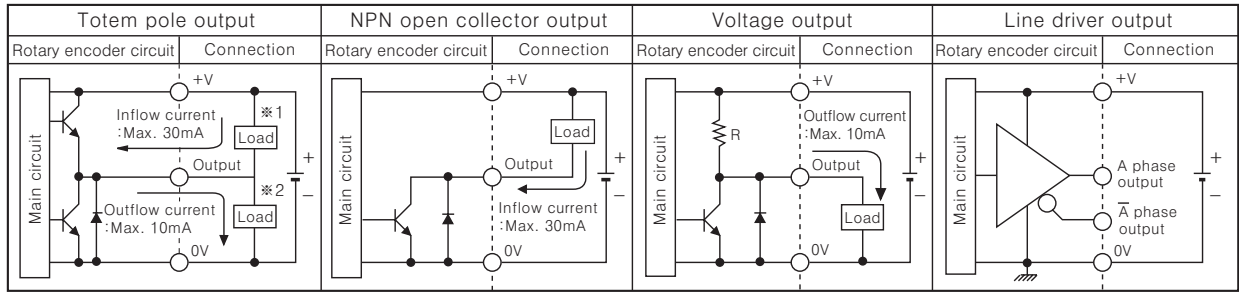 Totem pole output
NPN open collector output
Voltage output
Line driver output
Rotary encoder circuit
Connection
Rotary encoder circuit
Connection
Rotary encoder circuit
Connection
Rotary encoder circuit
Connection
Main circuit
+V
Inflow current
:Max. 30mA
※1
Load
Output
+
−
※2
Outflow current
:Max. 10mA
Load
0V
Main circuit
+V
Load
Output
+
−
Inflow current
:Max. 30mA
0V
Main circuit
+V
R
Outflow current
:Max. 10mA
Output
+
−
Load
0V
Main circuit
+V
A phase
output
+
−
A̅ phase
output
0V